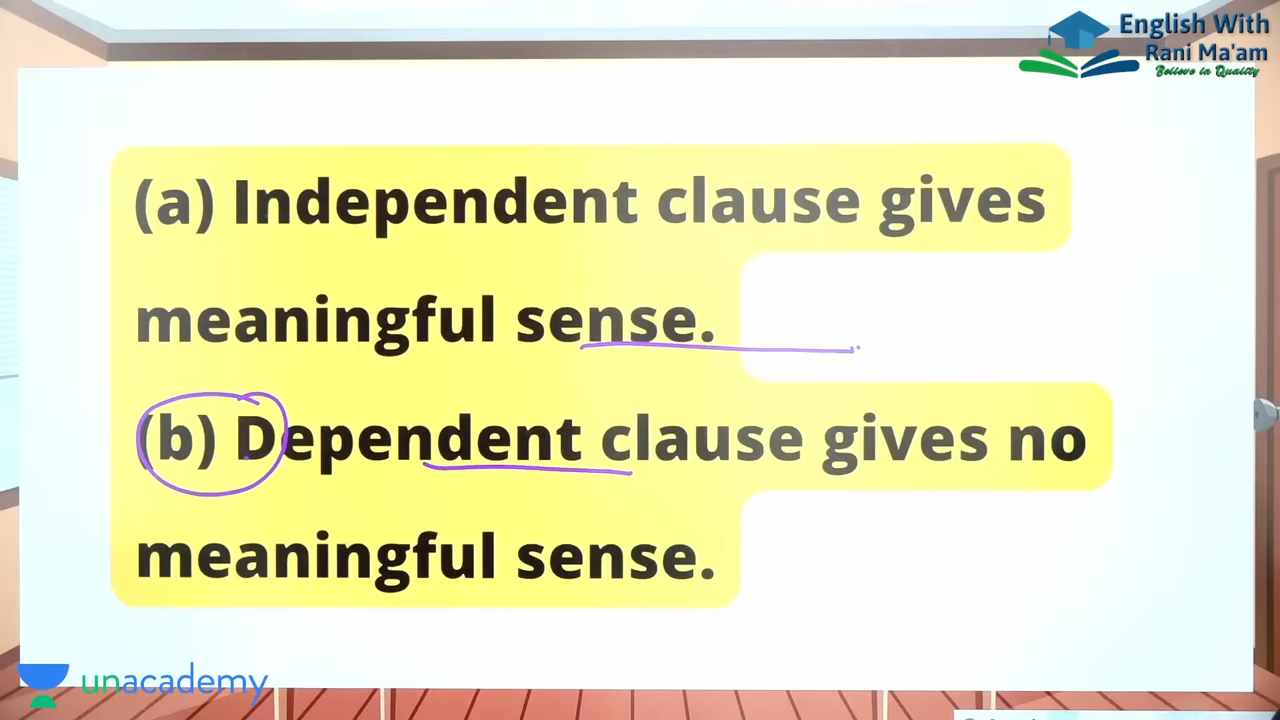 English With
Rani Ma'am
Believe in Quality
(a) Independent clause gives
meaningful sense.
(b) Dependent clause gives no
meaningful sense.
unacademy